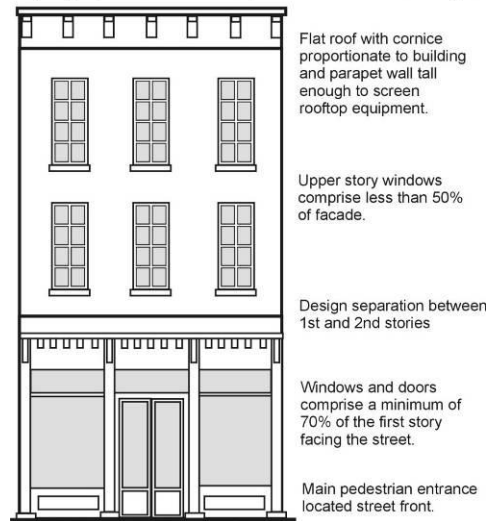 Flat roof with cornice
proportionate to building
and parapet wall tall
enough to screen
rooftop equipment.
Upper story windows
comprise less than 50%
of facade.
Design separation between
1st and 2nd stories
Windows and doors
comprise a minimum of
70% of the first story
facing the street.
Main pedestrian entrance
located street front.